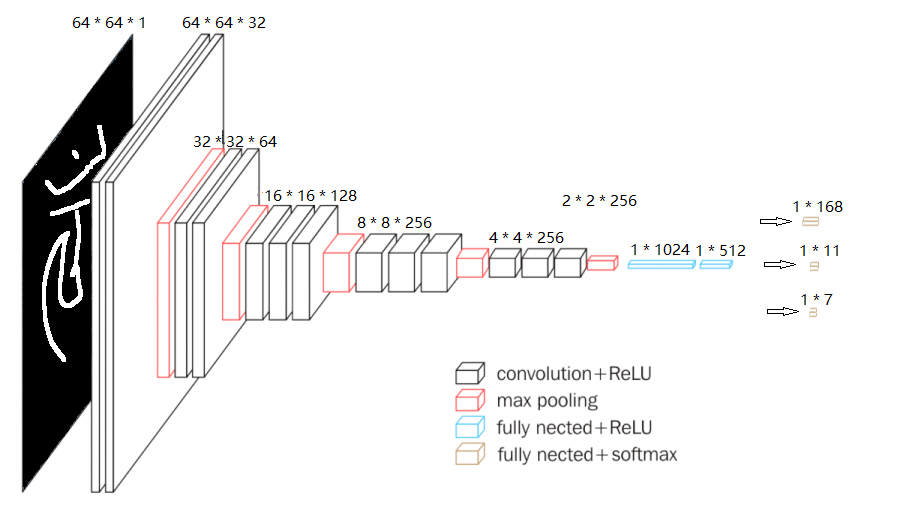 64 * 64 * 1
64 * 64 * 32
32 * 32 * 64
16 * 16 * 128
8 * 8 * 256
4 * 4 * 256
2 * 2 * 256
1 * 1024
1 * 512
1 * 168
1 * 11
1 * 7
convolution+ReLU
max pooling
fully nected+ReLU
fully nected+softmax